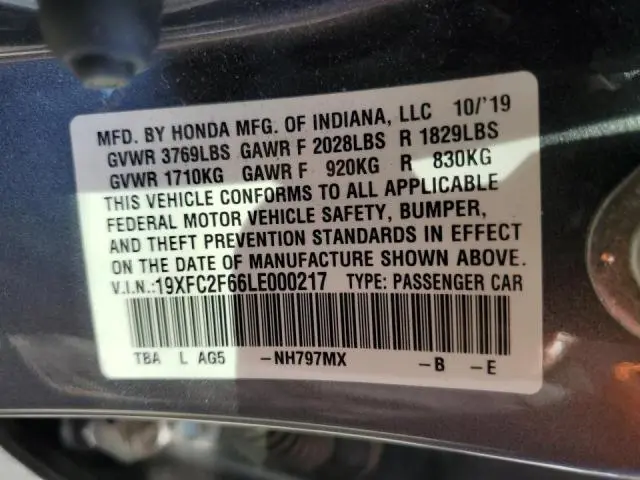 MFD. BY HONDA MFG. OF INDIANA, LLC 10/'19
GVWR 3769LBS GAWR F 2028LBS R 1829LBS
GVWR 1710KG GAWR F 920KG R 830KG
THIS VEHICLE CONFORMS TO ALL APPLICABLE
FEDERAL MOTOR VEHICLE SAFETY, BUMPER,
AND THEFT PREVENTION STANDARDS IN EFFECT
ON THE DATE OF MANUFACTURE SHOWN ABOVE.
V.I.N.:19XFC2F66LE000217 TYPE: PASSENGER CAR
TBA L AG5 -NH797MX -B -E